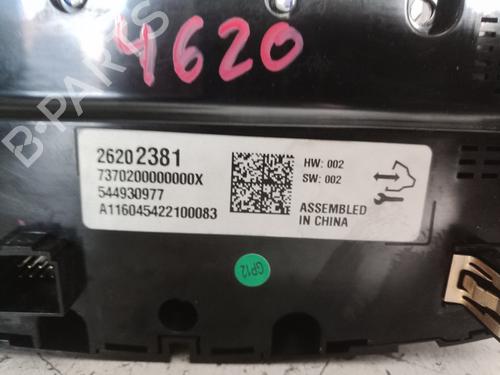 4620
B-PARTS
26202381
7370200000000X
544930977
A116045422100083
HW: 002
SW: 002
ASSEMBLED
IN CHINA
GP12